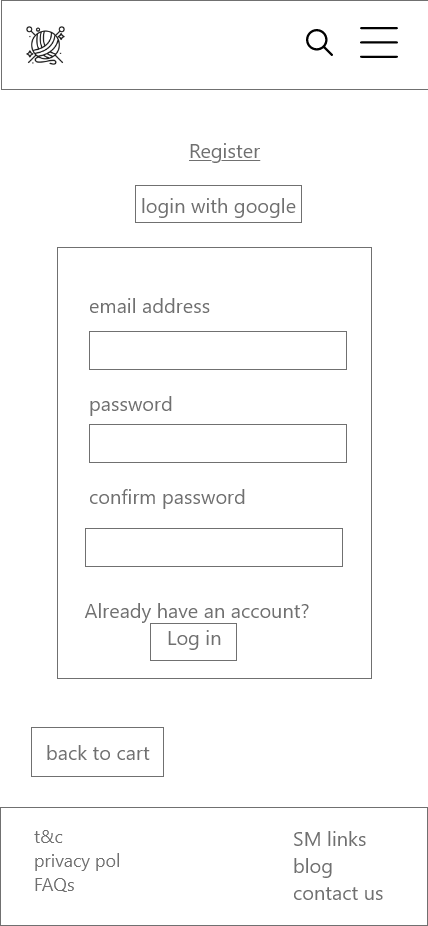 Register
login with google
email address
password
confirm password
Already have an account?
Log in
back to cart
t&c
privacy pol
FAQs
SM links
blog
contact us